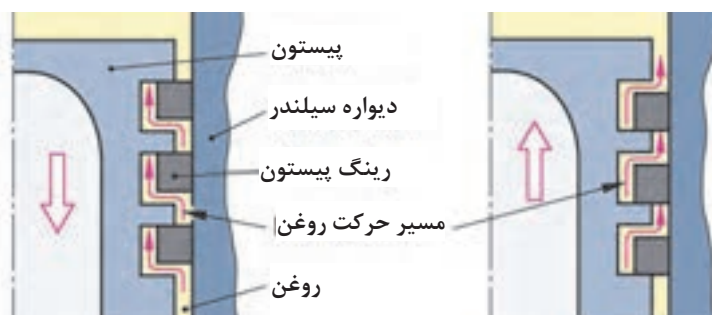 پیستون
دیواره سیلندر
رینگ پیستون
مسیر حرکت روغن
روغن